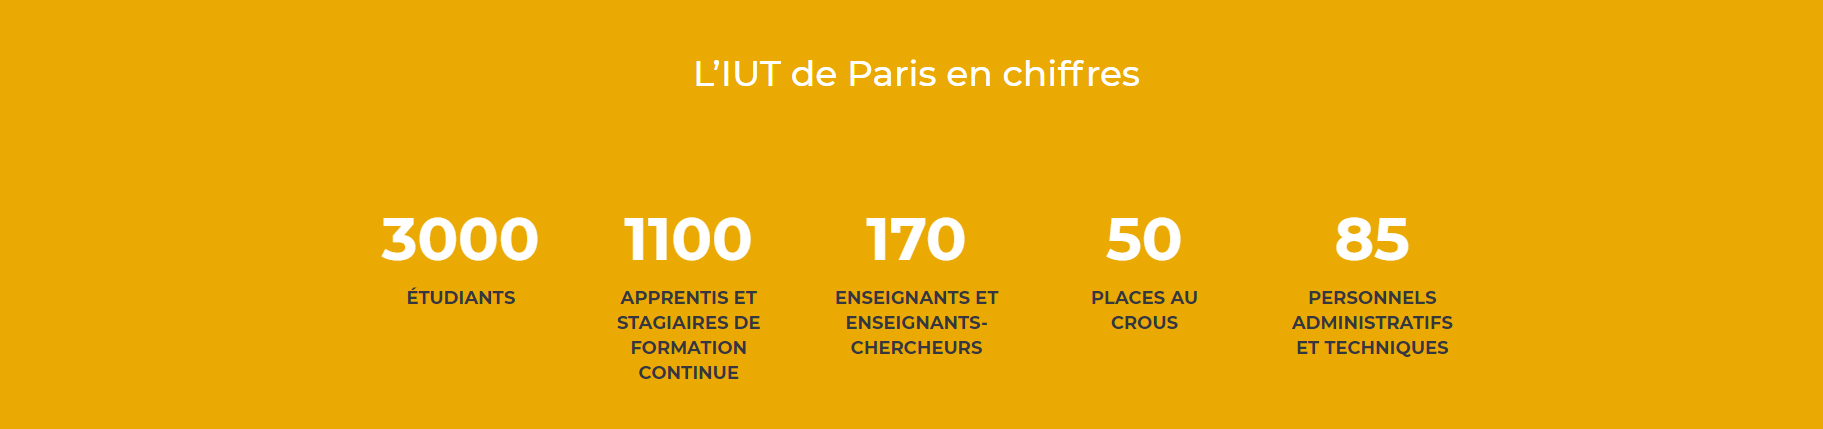 L’IUT de Paris en chiffres
3000
ÉTUDIANTS
1100
APPRENTIS ET
STAGIAIRES DE
FORMATION
CONTINUE
170
ENSEIGNANTS ET
ENSEIGNANTS-
CHERCHEURS
50
PLACES AU
CROUS
85
PERSONNELS
ADMINISTRATIFS
ET TECHNIQUES